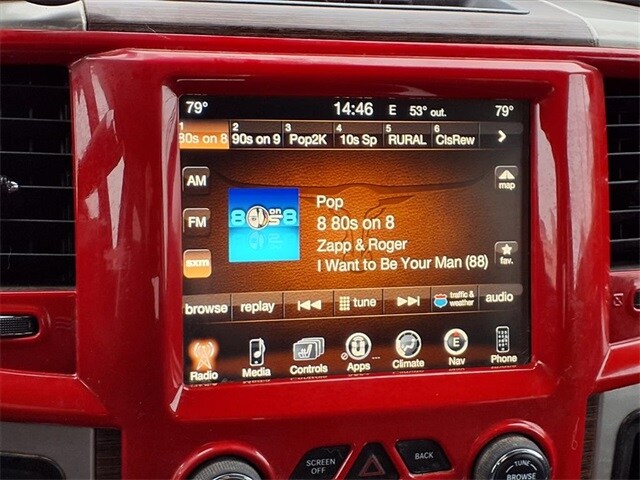 79° 14:46 E 53° out. 79°
1 80s on 8 2 90s on 9 3 Pop2K 4 10s Sp 5 RURAL 6 ClsRew
AM
map
Pop
8 on 8
8 80s on 8
FM
Zapp & Roger
sxm
I Want to Be Your Man (88)
fav.
browse replay tune traffic & weather audio
Radio Media Controls Apps Climate Nav Phone
E
SCREEN OFF
BACK
TUNE
BROWSE